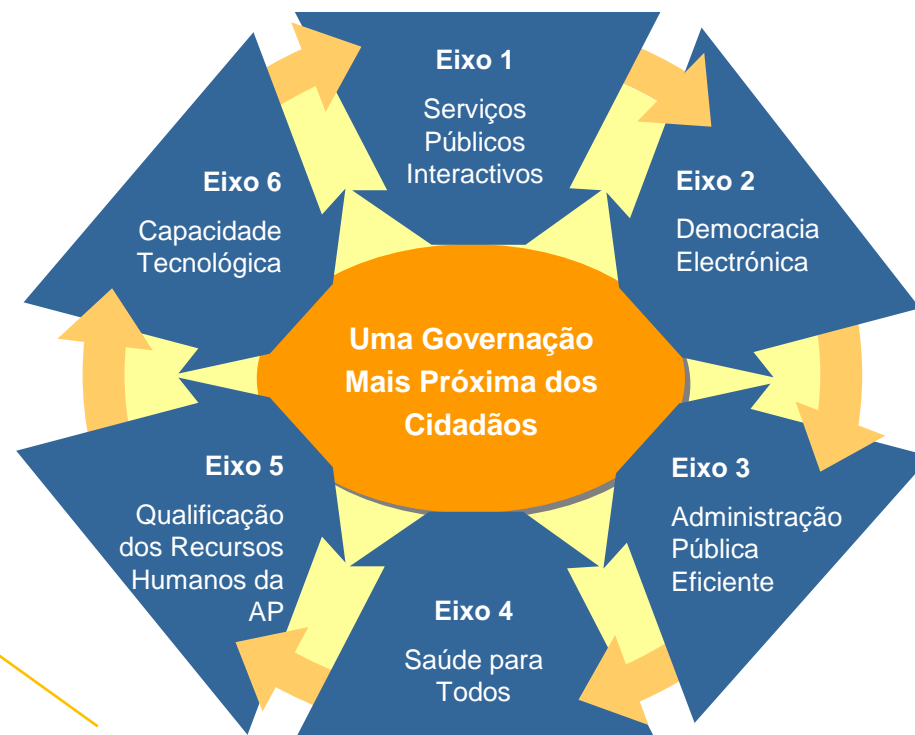 Eixo 1
Serviços
Públicos
Interactivos
Eixo 2
Democracia
Electrónica
Eixo 3
Administração
Pública
Eficiente
Eixo 4
Saúde para
Todos
Eixo 5
Qualificação
dos Recursos
Humanos da
AP
Eixo 6
Capacidade
Tecnológica
Uma Governação
Mais Próxima dos
Cidadãos